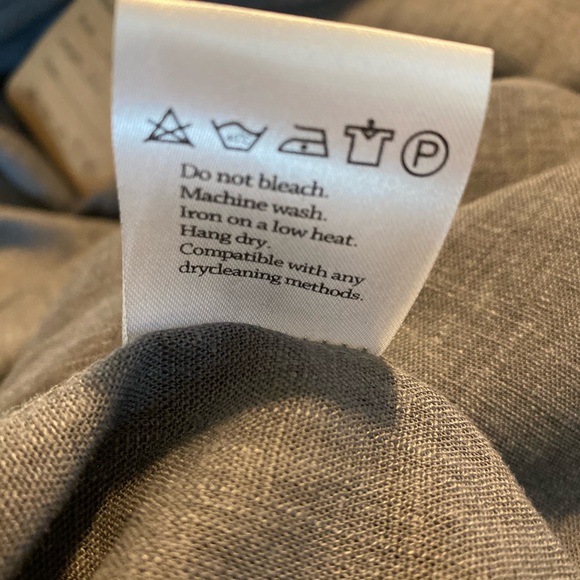 P
Do not bleach.
Machine wash.
Iron on a low heat.
Hang dry.
Compatible with any
drycleaning methods.